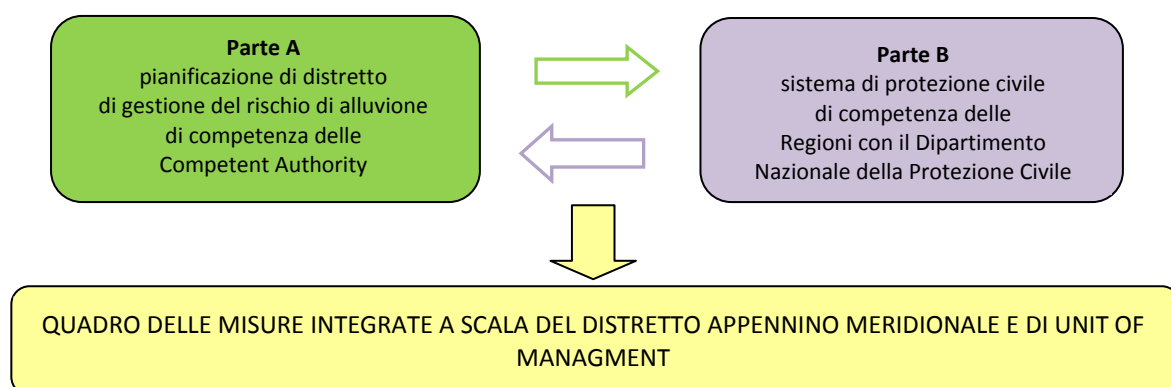 Parte A
pianificazione di distretto
di gestione del rischio di alluvione
di competenza delle
Competent Authority
Parte B
sistema di protezione civile
di competenza delle
Regioni con il Dipartimento
Nazionale della Protezione Civile
QUADRO DELLE MISURE INTEGRATE A SCALA DEL DISTRETTO APPENNINO MERIDIONALE E DI UNIT OF
MANAGMENT